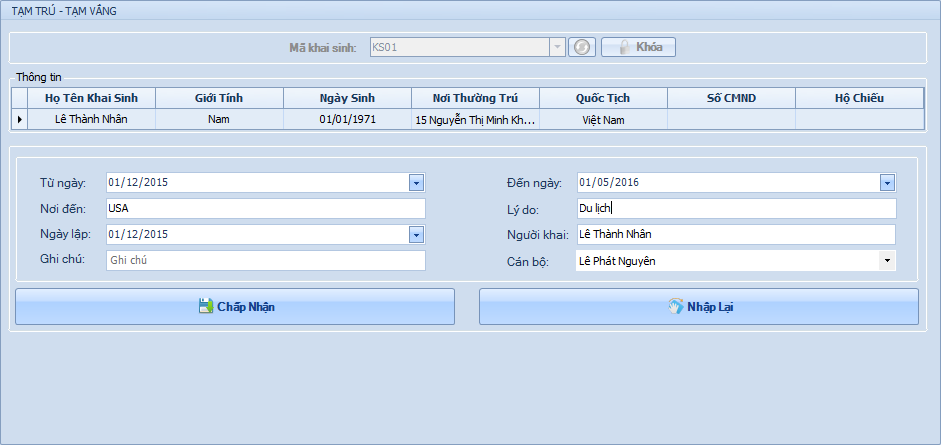 TẠM TRÚ - TẠM VẮNG
Mã khai sinh: KS01 Khóa
Thông tin
Họ Tên Khai Sinh Giới Tính Ngày Sinh Nơi Thường Trú Quốc Tịch Số CMND Hộ Chiếu
Lê Thành Nhân Nam 01/01/1971 15 Nguyễn Thị Minh Kh... Việt Nam
Từ ngày: 01/12/2015 Đến ngày: 01/05/2016
Nơi đến: USA Lý do: Du lịch
Ngày lập: 01/12/2015 Người khai: Lê Thành Nhân
Ghi chú: Ghi chú Cán bộ: Lê Phát Nguyên
Chấp Nhận Nhập Lại